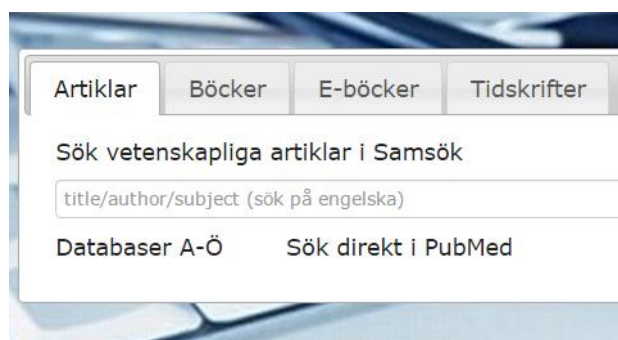 Artiklar Böcker E-böcker Tidskrifter
Sök vetenskapliga artiklar i Samsök
title/author/subject (sök på engelska)
Databaser A-Ö Sök direkt i PubMed